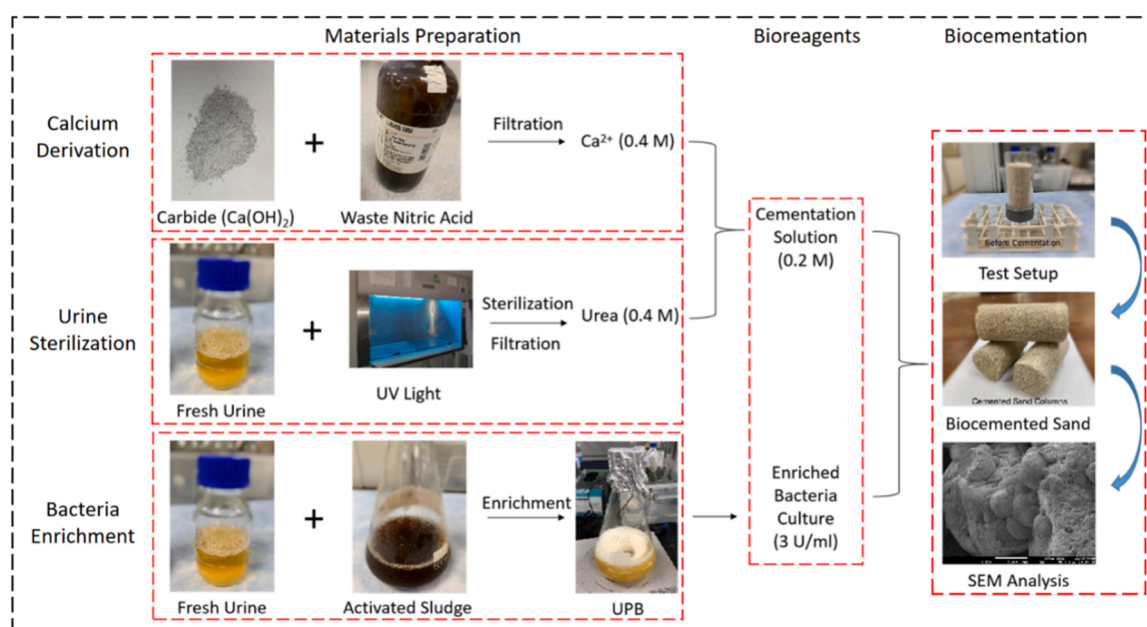 Materials Preparation
Bioreagents
Biocementation
Calcium
Derivation
+
Filtration
Ca²⁺ (0.4 M)
Carbide (Ca(OH)₂)
Waste Nitric Acid
Urine
Sterilization
+
Sterilization
Filtration
Urea (0.4 M)
Fresh Urine
UV Light
Bacteria
Enrichment
+
Enrichment
Fresh Urine
Activated Sludge
UPB
Cementation
Solution
(0.2 M)
Enriched
Bacteria
Culture
(3 U/ml)
Before Cementation
Test Setup
Cemented Sand Columns
Biocemented Sand
SEM Analysis